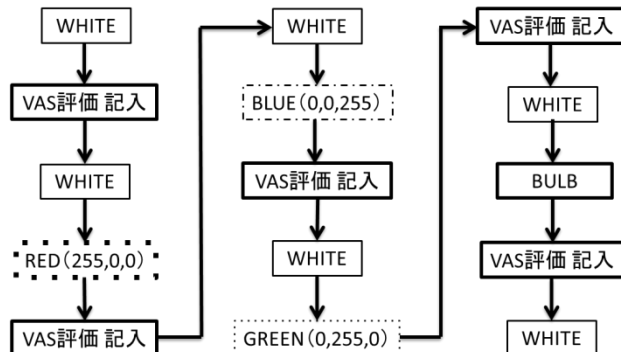 WHITE
VAS評価 記入
WHITE
RED(255,0,0)
VAS評価 記入
WHITE
BLUE(0,0,255)
VAS評価 記入
WHITE
GREEN(0,255,0)
VAS評価 記入
WHITE
BULB
VAS評価 記入
WHITE